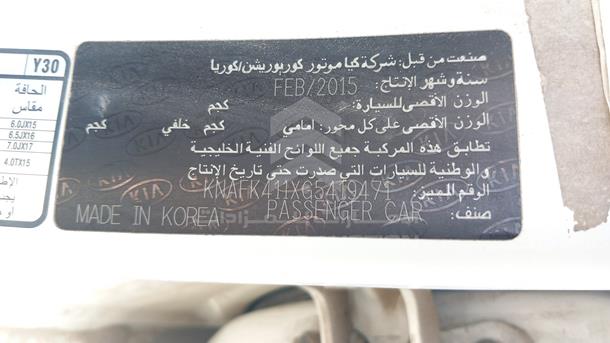 صنعت من قبل: شركة كيا موتور كوربوريشن/كوريا
سنة وشهر الإنتاج: FEB/2015
الوزن الأقصى للسيارة: كجم
الوزن الأقصى على كل محور: أمامي كجم خلفي كجم
تطابق هذه المركبة جميع اللوائح الفنية الخليجية
والوطنية للسيارات التي صدرت حتى تاريخ الإنتاج
الرقم المميز:
صنف: PASSENGER CAR
MADE IN KOREA
Y30
الحافة
مقاس
6.0JX15
6.5JX16
7.0JX17
4.0TX15
KIA